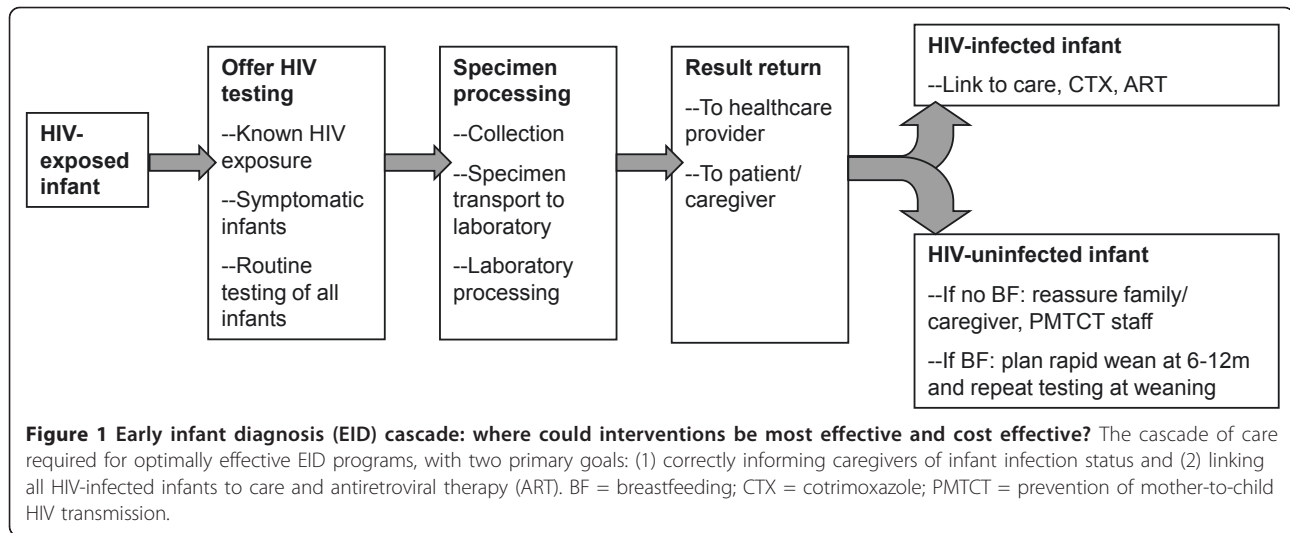 HIV-
exposed
infant
Offer HIV
testing
--Known HIV
exposure
--Symptomatic
infants
--Routine
testing of all
infants
Specimen
processing
--Collection
--Specimen
transport to
laboratory
--Laboratory
processing
Result return
--To healthcare
provider
--To patient/
caregiver
HIV-infected infant
--Link to care, CTX, ART
HIV-uninfected infant
--If no BF: reassure family/
caregiver, PMTCT staff
--If BF: plan rapid wean at 6-12m
and repeat testing at weaning
Figure 1 Early infant diagnosis (EID) cascade: where could interventions be most effective and cost effective? The cascade of care
required for optimally effective EID programs, with two primary goals: (1) correctly informing caregivers of infant infection status and (2) linking
all HIV-infected infants to care and antiretroviral therapy (ART). BF = breastfeeding; CTX = cotrimoxazole; PMTCT = prevention of mother-to-child
HIV transmission.